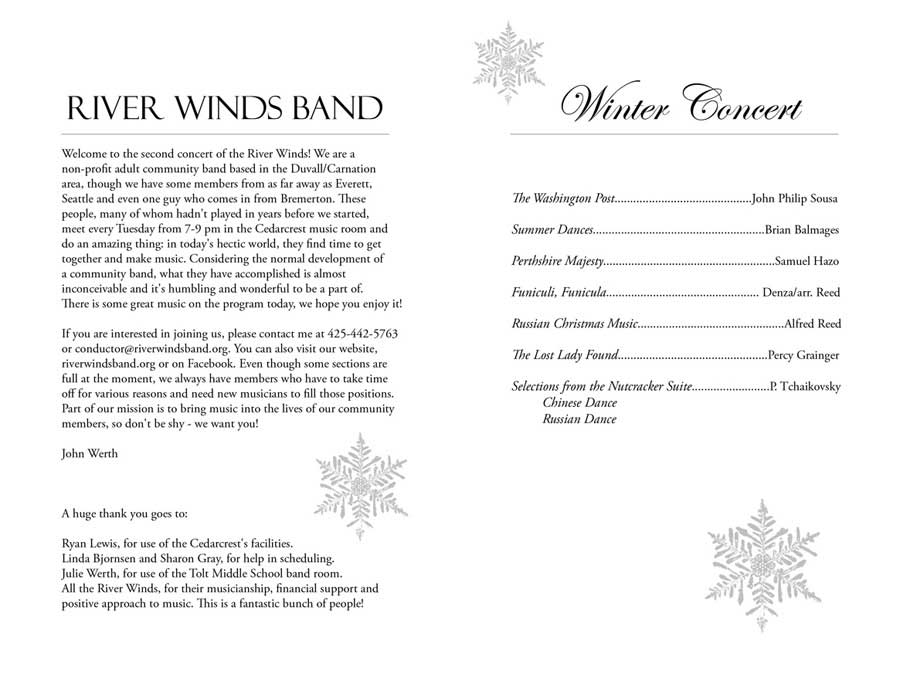 RIVER WINDS BAND
Welcome to the second concert of the River Winds! We are a
non-profit adult community band based in the Duvall/Carnation
area, though we have some members from as far away as Everett,
Seattle and even one guy who comes in from Bremerton. These
people, many of whom hadn't played in years before we started,
meet every Tuesday from 7-9 pm in the Cedarcrest music room and
do an amazing thing: in today's hectic world, they find time to get
together and make music. Considering the normal development of
a community band, what they have accomplished is almost
inconceivable and it's humbling and wonderful to be a part of.
There is some great music on the program today, we hope you enjoy it!
If you are interested in joining us, please contact me at 425-442-5763
or conductor@riverwindsband.org. You can also visit our website,
riverwindsband.org or on Facebook. Even though some sections are
full at the moment, we always have members who have to take time
off for various reasons and need new musicians to fill those positions.
Part of our mission is to bring music into the lives of our community
members, so don't be shy - we want you!
John Werth
A huge thank you goes to:
Ryan Lewis, for use of the Cedarcrest's facilities.
Linda Bjornsen and Sharon Gray, for help in scheduling.
Julie Werth, for use of the Tolt Middle School band room.
All the River Winds, for their musicianship, financial support and
positive approach to music. This is a fantastic bunch of people!
Winter Concert
The Washington Post............................................John Philip Sousa
Summer Dances.......................................................Brian Balmages
Perthshire Majesty.......................................................Samuel Hazo
Funiculi, Funicula................................................. Denza/arr. Reed
Russian Christmas Music...............................................Alfred Reed
The Lost Lady Found................................................Percy Grainger
Selections from the Nutcracker Suite.........................P. Tchaikovsky
Chinese Dance
Russian Dance